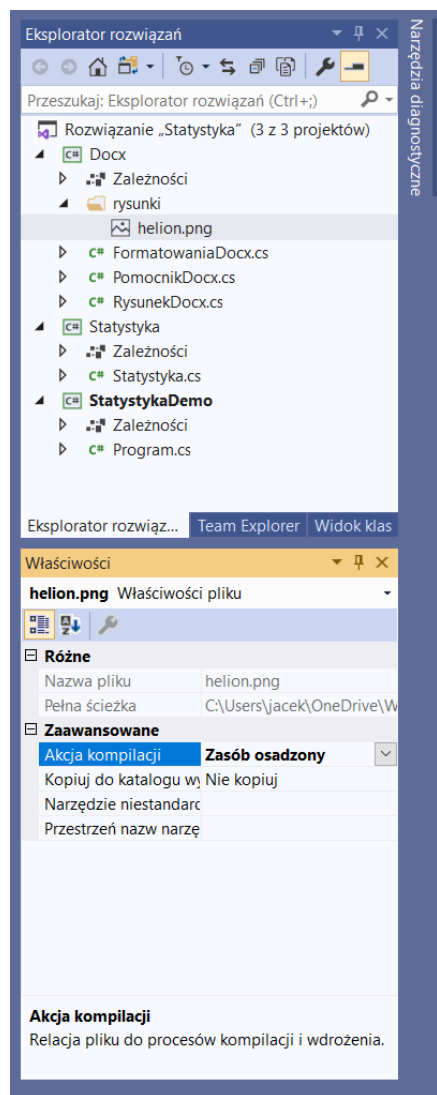 Eksplorator rozwiązań
Przeszukaj: Eksplorator rozwiązań (Ctrl+;)
Rozwiązanie „Statystyka” (3 z 3 projektów)
C# Docx
Zależności
rysunki
helion.png
C# FormatowaniaDocx.cs
C# PomocnikDocx.cs
C# RysunekDocx.cs
C# Statystyka
Zależności
C# Statystyka.cs
C# StatystykaDemo
Zależności
C# Program.cs
Eksplorator rozwiąz... Team Explorer Widok klas
Narzędzia diagnostyczne
Właściwości
helion.png Właściwości pliku
Różne
Nazwa pliku helion.png
Pełna ścieżka C:\Users\jacek\OneDrive\W
Zaawansowane
Akcja kompilacji Zasób osadzony
Kopiuj do katalogu wy Nie kopiuj
Narzędzie niestandarc
Przestrzeń nazw narzę
Akcja kompilacji
Relacja pliku do procesów kompilacji i wdrożenia.